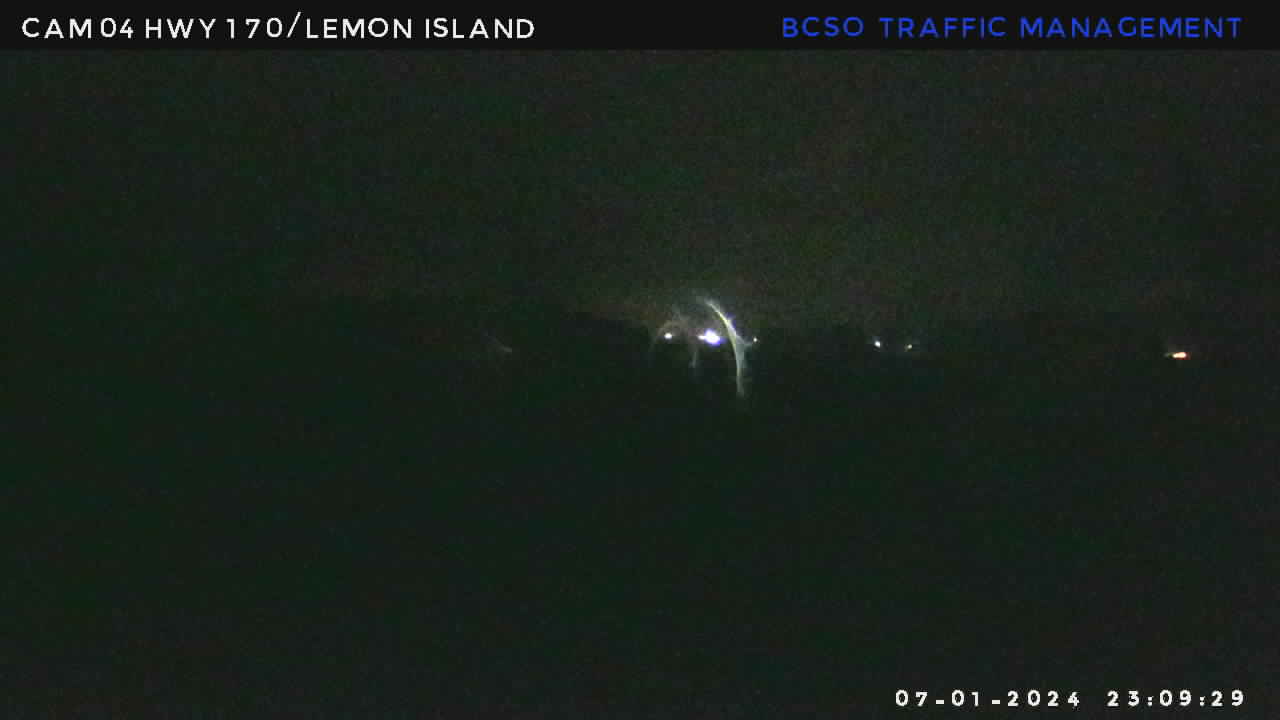 CAM 04 HWY 170/LEMON ISLAND
BCSO TRAFFIC MANAGEMENT
07-01-2024 23:09:29